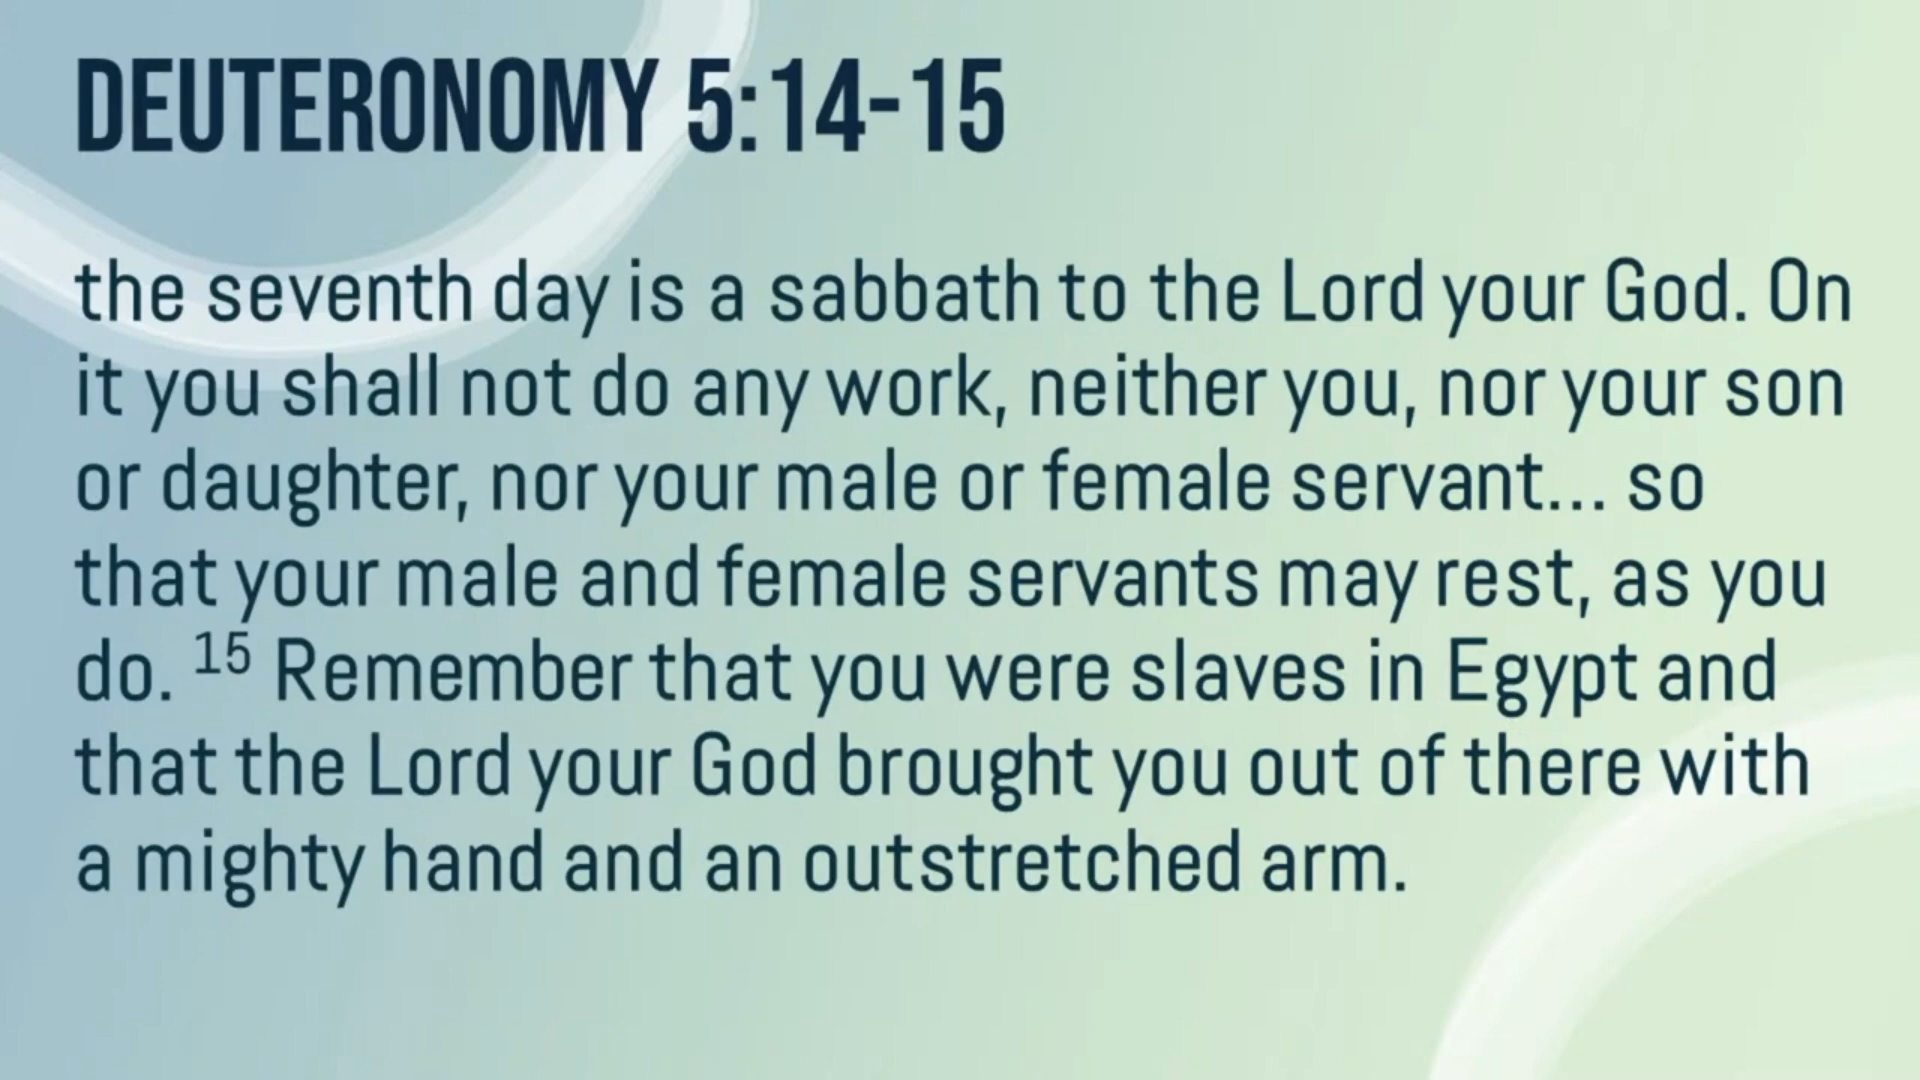 DEUTERONOMY 5:14-15
the seventh day is a sabbath to the Lord your God. On
it you shall not do any work, neither you, nor your son
or daughter, nor your male or female servant... so
that your male and female servants may rest, as you
do. 15 Remember that you were slaves in Egypt and
that the Lord your God brought you out of there with
a mighty hand and an outstretched arm.